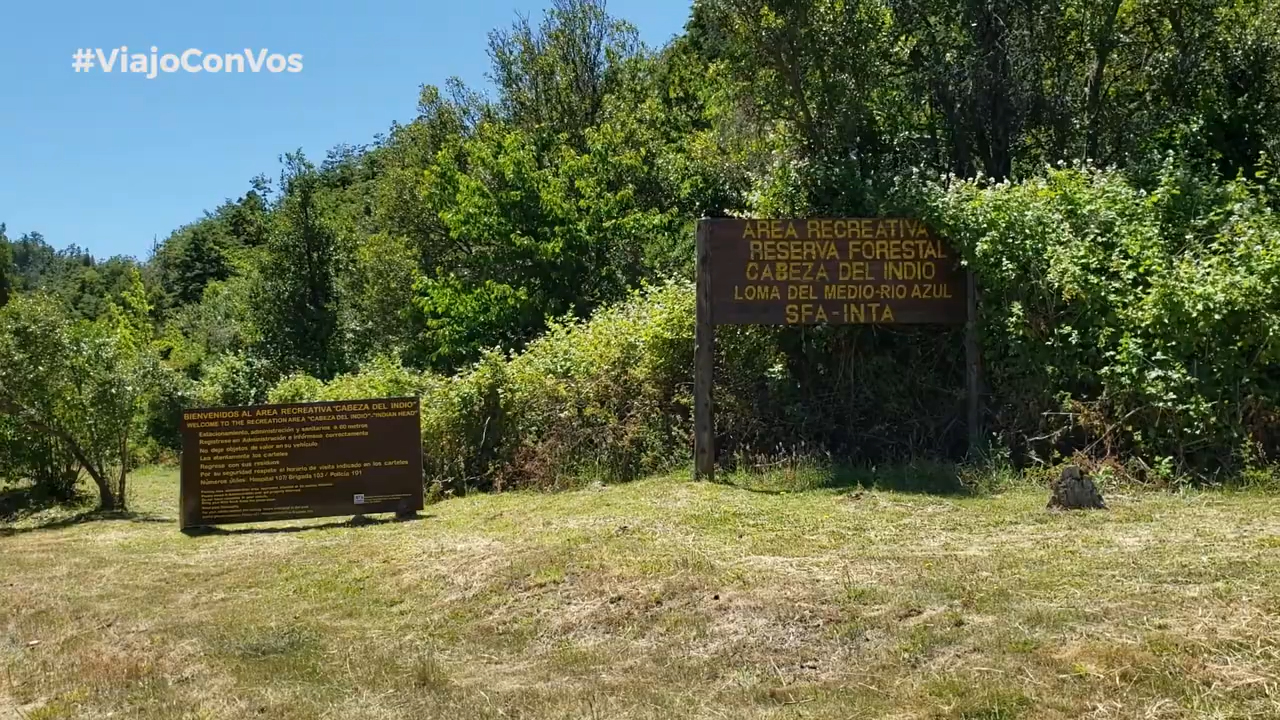 #ViajoConVos
AREA RECREATIVA
RESERVA FORESTAL
CABEZA DEL INDIO
LOMA DEL MEDIO-RIO AZUL
SFA-INTA
BIENVENIDOS AL AREA RECREATIVA "CABEZA DEL INDIO"
WELCOME TO THE RECREATION AREA "CABEZA DEL INDIO"-"INDIAN HEAD"
Estacionamiento, administración y sanitarios a 60 metros
Regístrese en Administración e infórmese correctamente
No deje objetos de valor en su vehículo
Lea atentamente los carteles
Regrese con sus residuos
Por su seguridad respete el horario de visita indicado en los carteles
Números útiles: Hospital 107/ Brigada 103 / Policía 101